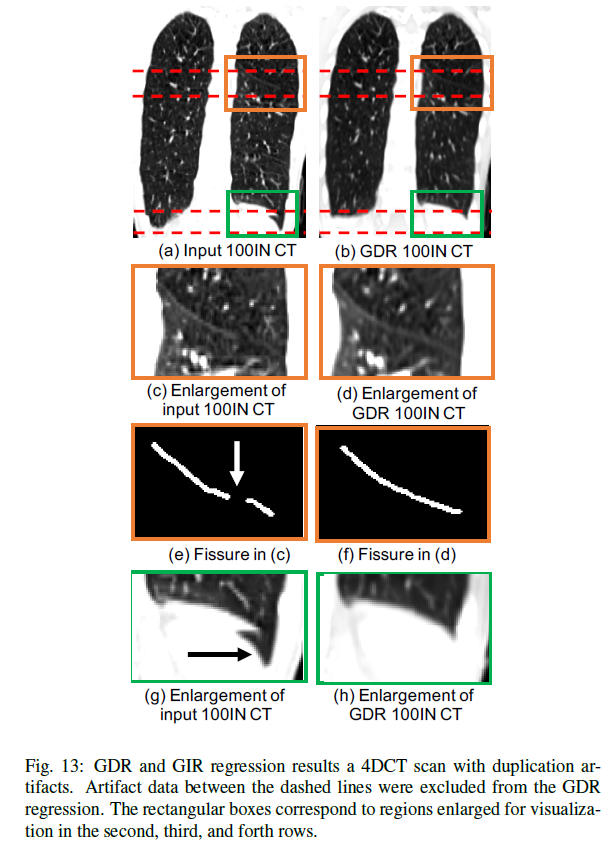 (a) Input 100IN CT
(b) GDR 100IN CT
(c) Enlargement of
input 100IN CT
(d) Enlargement of
GDR 100IN CT
(e) Fissure in (c)
(f) Fissure in (d)
(g) Enlargement of
input 100IN CT
(h) Enlargement of
GDR 100IN CT
Fig. 13: GDR and GIR regression results a 4DCT scan with duplication ar-
tifacts. Artifact data between the dashed lines were excluded from the GDR
regression. The rectangular boxes correspond to regions enlarged for visualiza-
tion in the second, third, and forth rows.